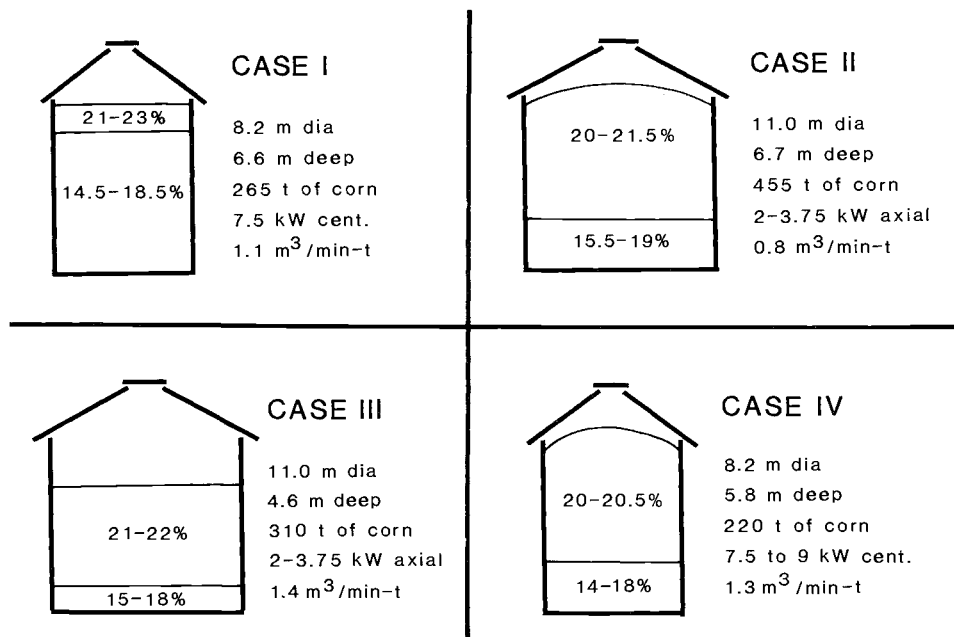 CASE I
21-23%
14.5-18.5%
8.2 m dia
6.6 m deep
265 t of corn
7.5 kW cent.
1.1 m³/min-t
CASE II
20-21.5%
15.5-19%
11.0 m dia
6.7 m deep
455 t of corn
2-3.75 kW axial
0.8 m³/min-t
CASE III
21-22%
15-18%
11.0 m dia
4.6 m deep
310 t of corn
2-3.75 kW axial
1.4 m³/min-t
CASE IV
20-20.5%
14-18%
8.2 m dia
5.8 m deep
220 t of corn
7.5 to 9 kW cent.
1.3 m³/min-t